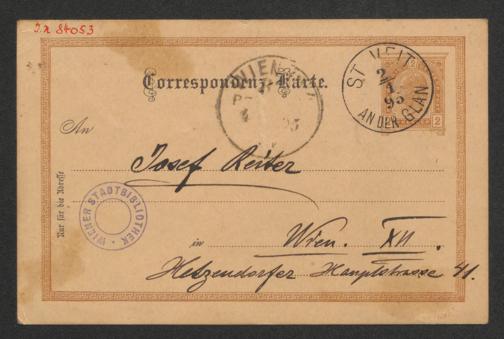 I.N. 84053
Correspondenz-Karte.
WIEN
95
ST. VEIT
2/1
95
AN DER GLAN
2
An
Josef Reiter
Nur für die Adresse
WIENER STADTBIBLIOTHEK
in Wien. XII.
Hetzendorfer Hauptstrasse 41.